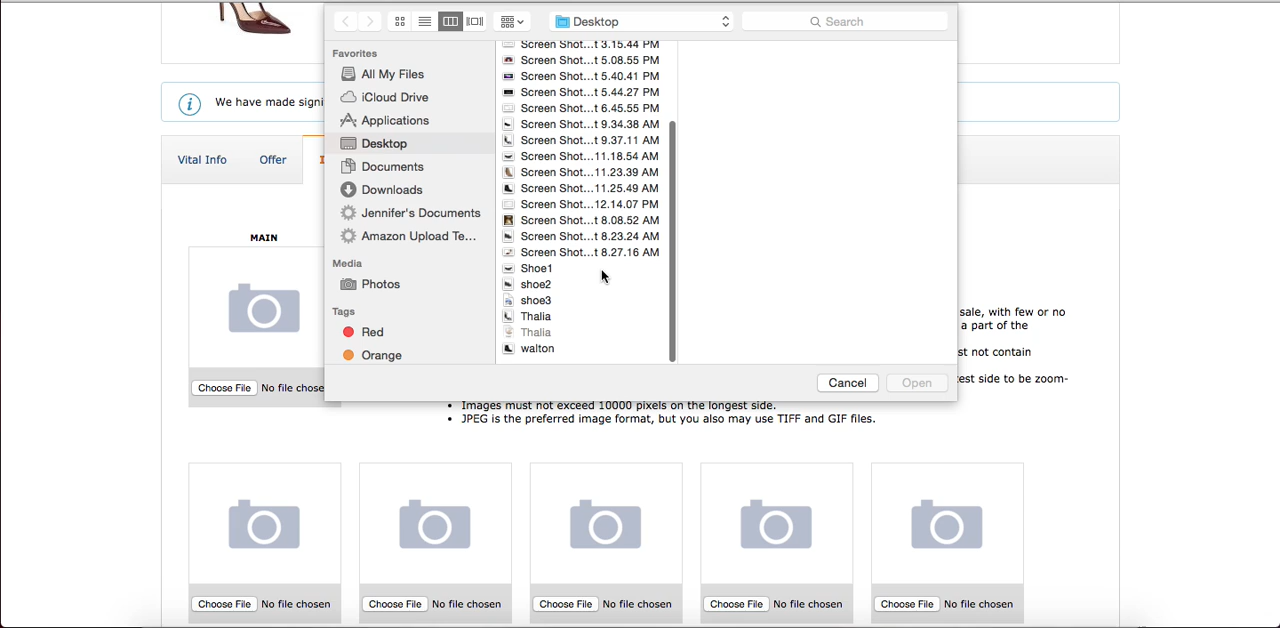 Desktop
Search
Favorites
All My Files
iCloud Drive
Applications
Desktop
Documents
Downloads
Jennifer's Documents
Amazon Upload Te...
Media
Photos
Tags
Red
Orange
Screen Shot...t 3.15.44 PM
Screen Shot...t 5.08.55 PM
Screen Shot...t 5.40.41 PM
Screen Shot...t 5.44.27 PM
Screen Shot...t 6.45.55 PM
Screen Shot...t 9.34.38 AM
Screen Shot...t 9.37.11 AM
Screen Shot...11.18.54 AM
Screen Shot...11.23.39 AM
Screen Shot...11.25.49 AM
Screen Shot...12.14.07 PM
Screen Shot...t 8.08.52 AM
Screen Shot...t 8.23.24 AM
Screen Shot...t 8.27.16 AM
Shoe1
shoe2
shoe3
Thalia
Thalia
walton
Cancel
Open
We have made signi
Vital Info
Offer
MAIN
Choose File No file chose
sale, with few or no
a part of the
st not contain
est side to be zoom-
• Images must not exceed 10000 pixels on the longest side.
• JPEG is the preferred image format, but you also may use TIFF and GIF files.
Choose File No file chosen
Choose File No file chosen
Choose File No file chosen
Choose File No file chosen
Choose File No file chosen